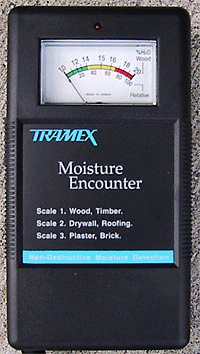 %H₂O
Wood
10 12 14 16 18 20
0 20 40 60 80 100
Made in Ireland
Relative
TRAMEX
Moisture
Encounter
Scale 1. Wood, Timber.
Scale 2. Drywall, Roofing.
Scale 3. Plaster, Brick.
Non-Destructive Moisture Detection